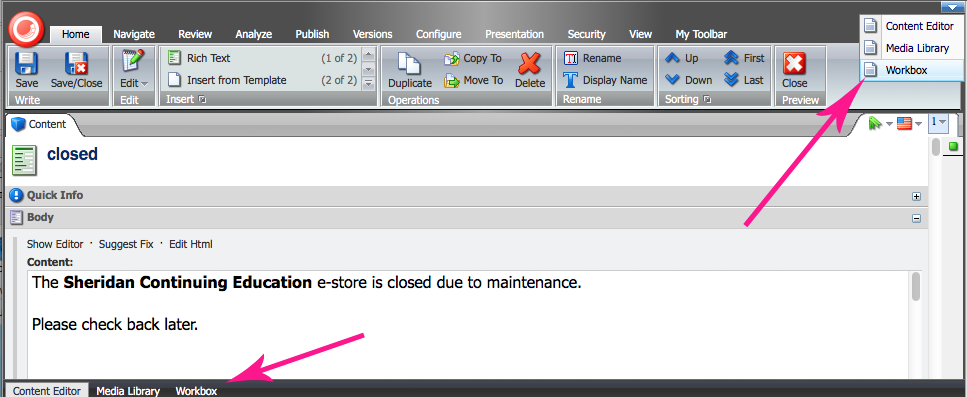 Home Navigate Review Analyze Publish Versions Configure Presentation Security View My Toolbar
Content Editor
Media Library
Workbox
Save Save/Close
Write
Edit
Edit
Rich Text (1 of 2)
Insert from Template (2 of 2)
Insert
Duplicate Copy To Move To Delete
Operations
Rename
Display Name
Rename
Up First
Down Last
Sorting
Close
Preview
Content
1
closed
Quick Info
Body
Show Editor · Suggest Fix · Edit Html
Content:
The Sheridan Continuing Education e-store is closed due to maintenance.
Please check back later.
Content Editor Media Library Workbox